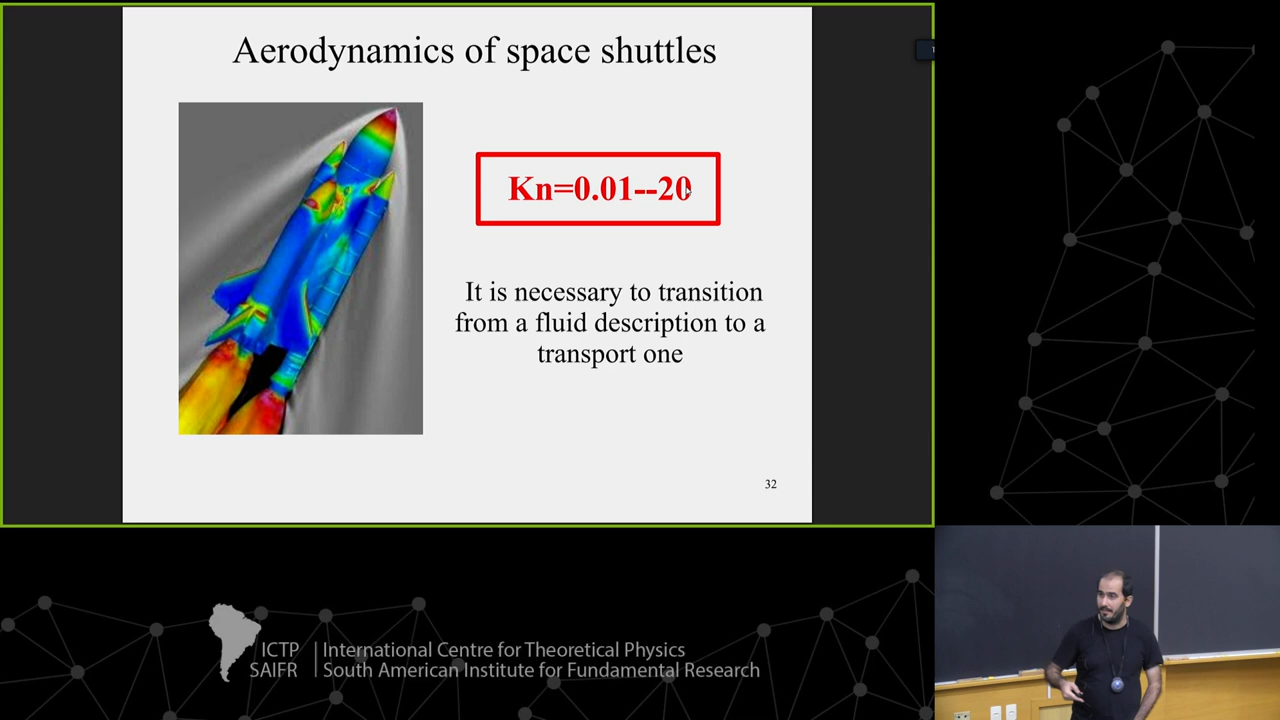 Aerodynamics of space shuttles
Kn=0.01--20
It is necessary to transition
from a fluid description to a
transport one
32
ICTP
SAIFR
International Centre for Theoretical Physics
South American Institute for Fundamental Research